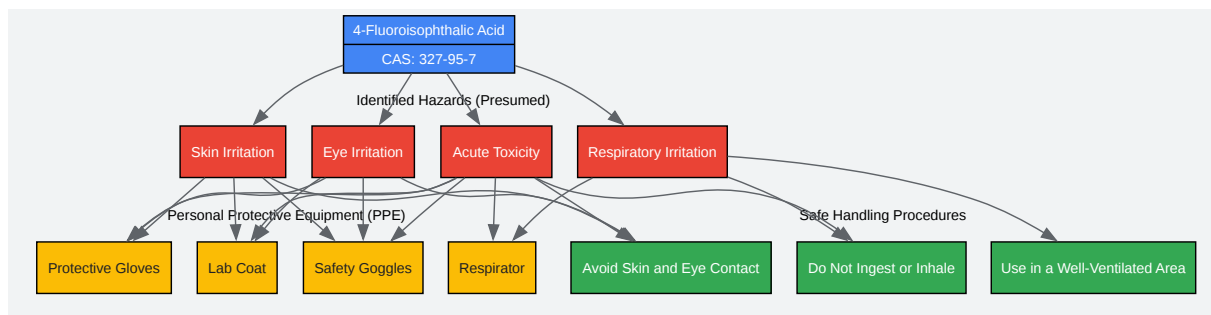 4-Fluoroisophthalic Acid
CAS: 327-95-7
Identified Hazards (Presumed)
Skin Irritation
Eye Irritation
Acute Toxicity
Respiratory Irritation
Personal Protective Equipment (PPE)
Safe Handling Procedures
Protective Gloves
Lab Coat
Safety Goggles
Respirator
Avoid Skin and Eye Contact
Do Not Ingest or Inhale
Use in a Well-Ventilated Area